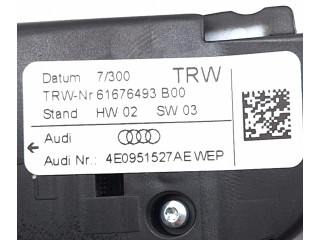 Datum 7/300 TRW
TRW-Nr 61676493 B00
Stand HW 02 SW 03
Audi
Audi Nr.: 4E0951527AE WEP